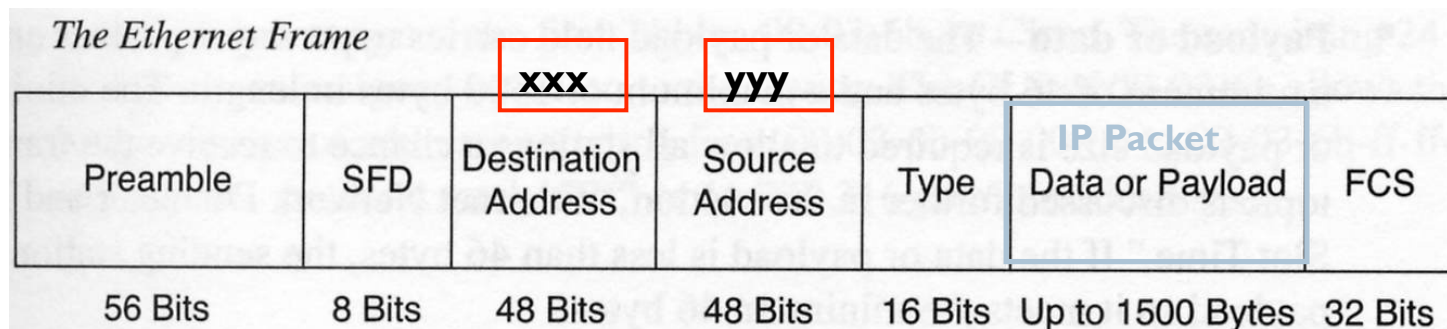 The Ethernet Frame
xxx yyy
Preamble SFD Destination Address Source Address Type IP Packet Data or Payload FCS
56 Bits 8 Bits 48 Bits 48 Bits 16 Bits Up to 1500 Bytes 32 Bits